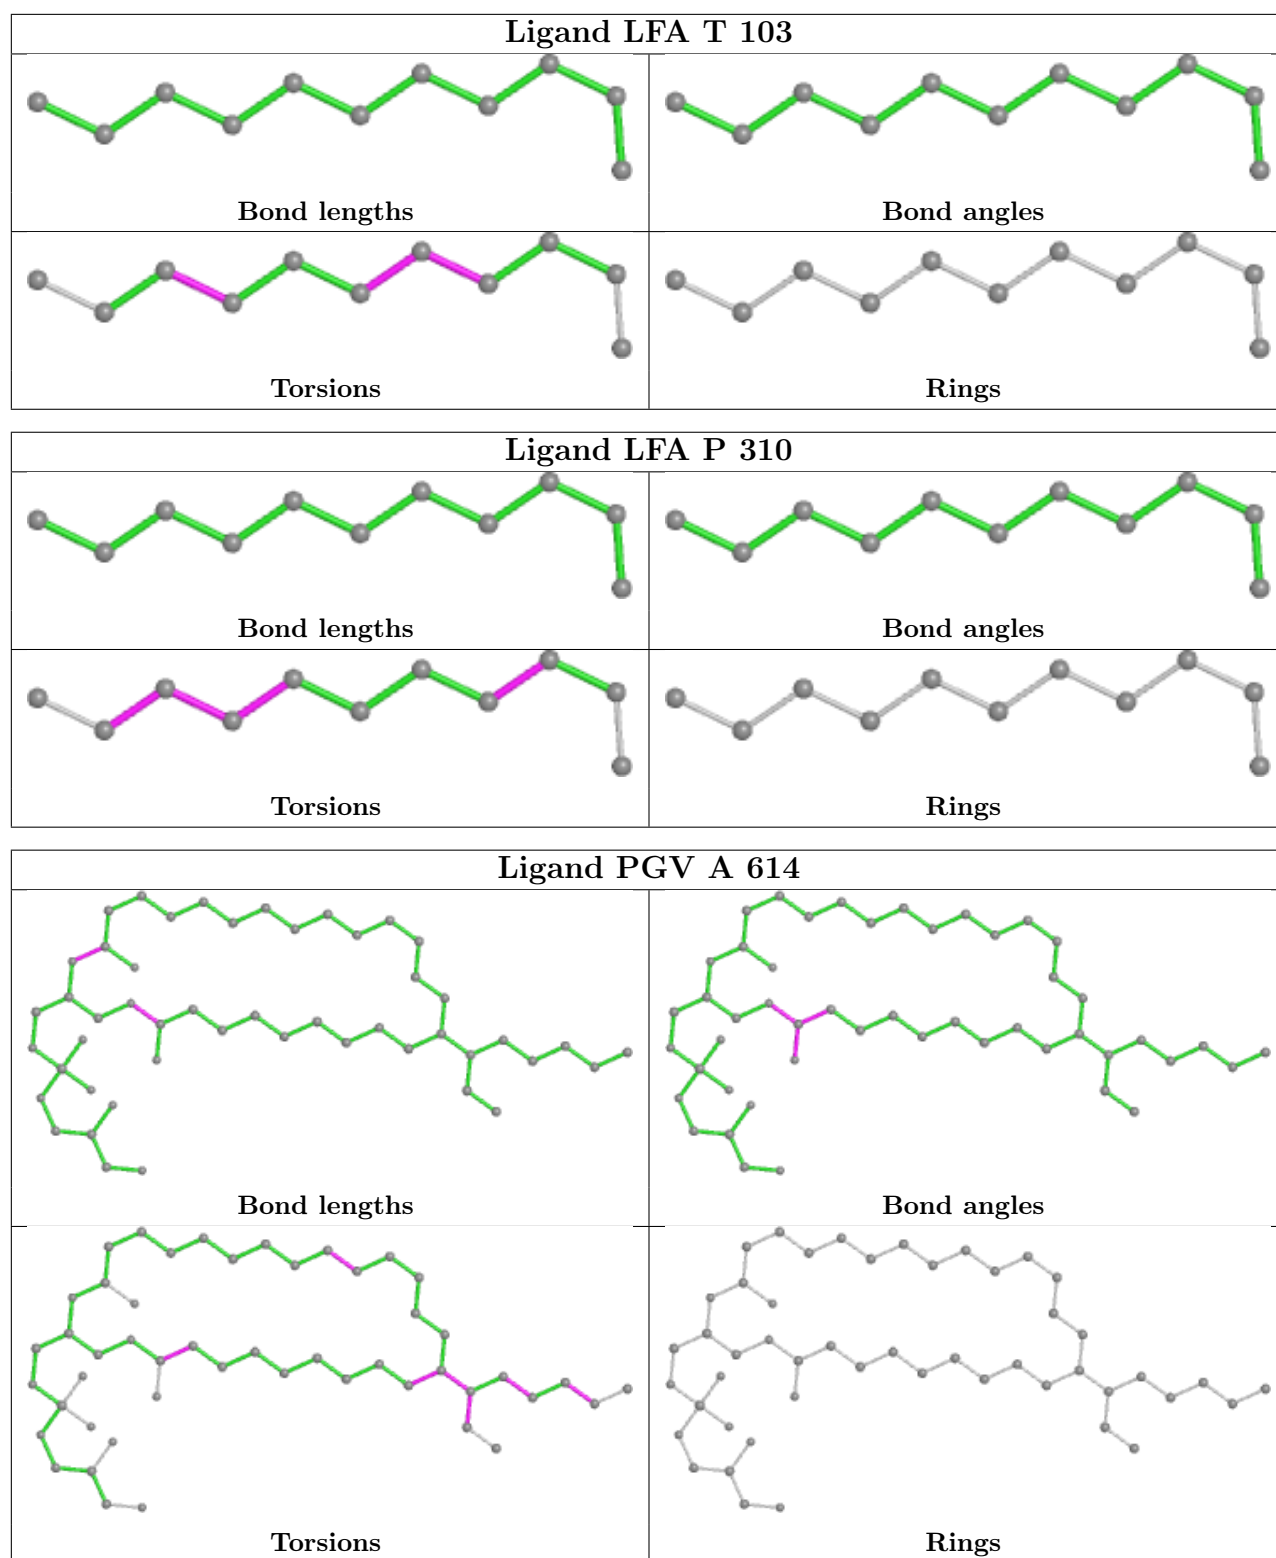 Ligand LFA T 103
Bond lengths
Bond angles
Torsions
Rings
Ligand LFA P 310
Bond lengths
Bond angles
Torsions
Rings
Ligand PGV A 614
Bond lengths
Bond angles
Torsions
Rings